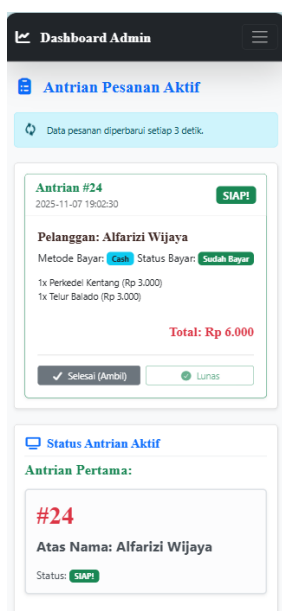 Dashboard Admin
Antrian Pesanan Aktif
Data pesanan diperbarui setiap 3 detik.
Antrian #24
SIAP!
2025-11-07 19:02:30
Pelanggan: Alfarizi Wijaya
Metode Bayar: Cash Status Bayar: Sudah Bayar
1x Perkedel Kentang (Rp 3.000)
1x Telur Balado (Rp 3.000)
Total: Rp 6.000
Selesai (Ambil)
Lunas
Status Antrian Aktif
Antrian Pertama:
#24
Atas Nama: Alfarizi Wijaya
Status: SIAP!